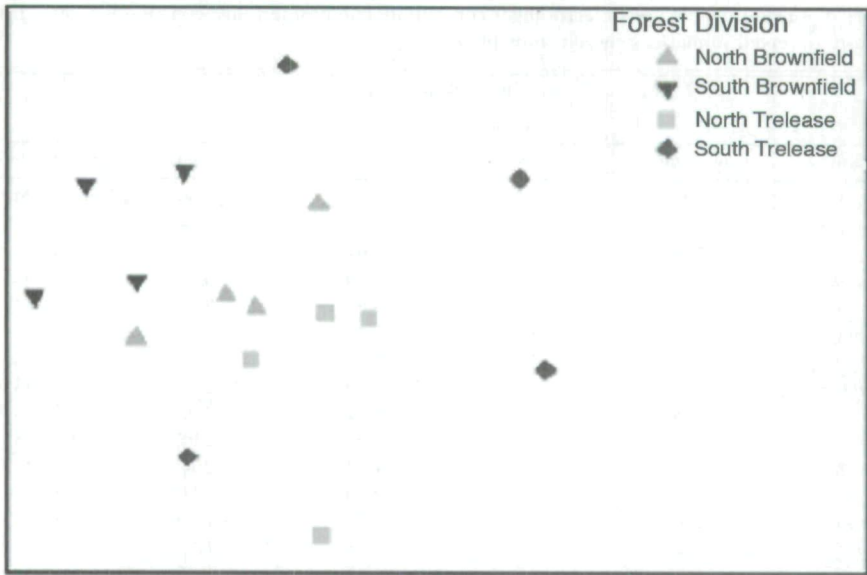 Forest Division
North Brownfield
South Brownfield
North Trelease
South Trelease